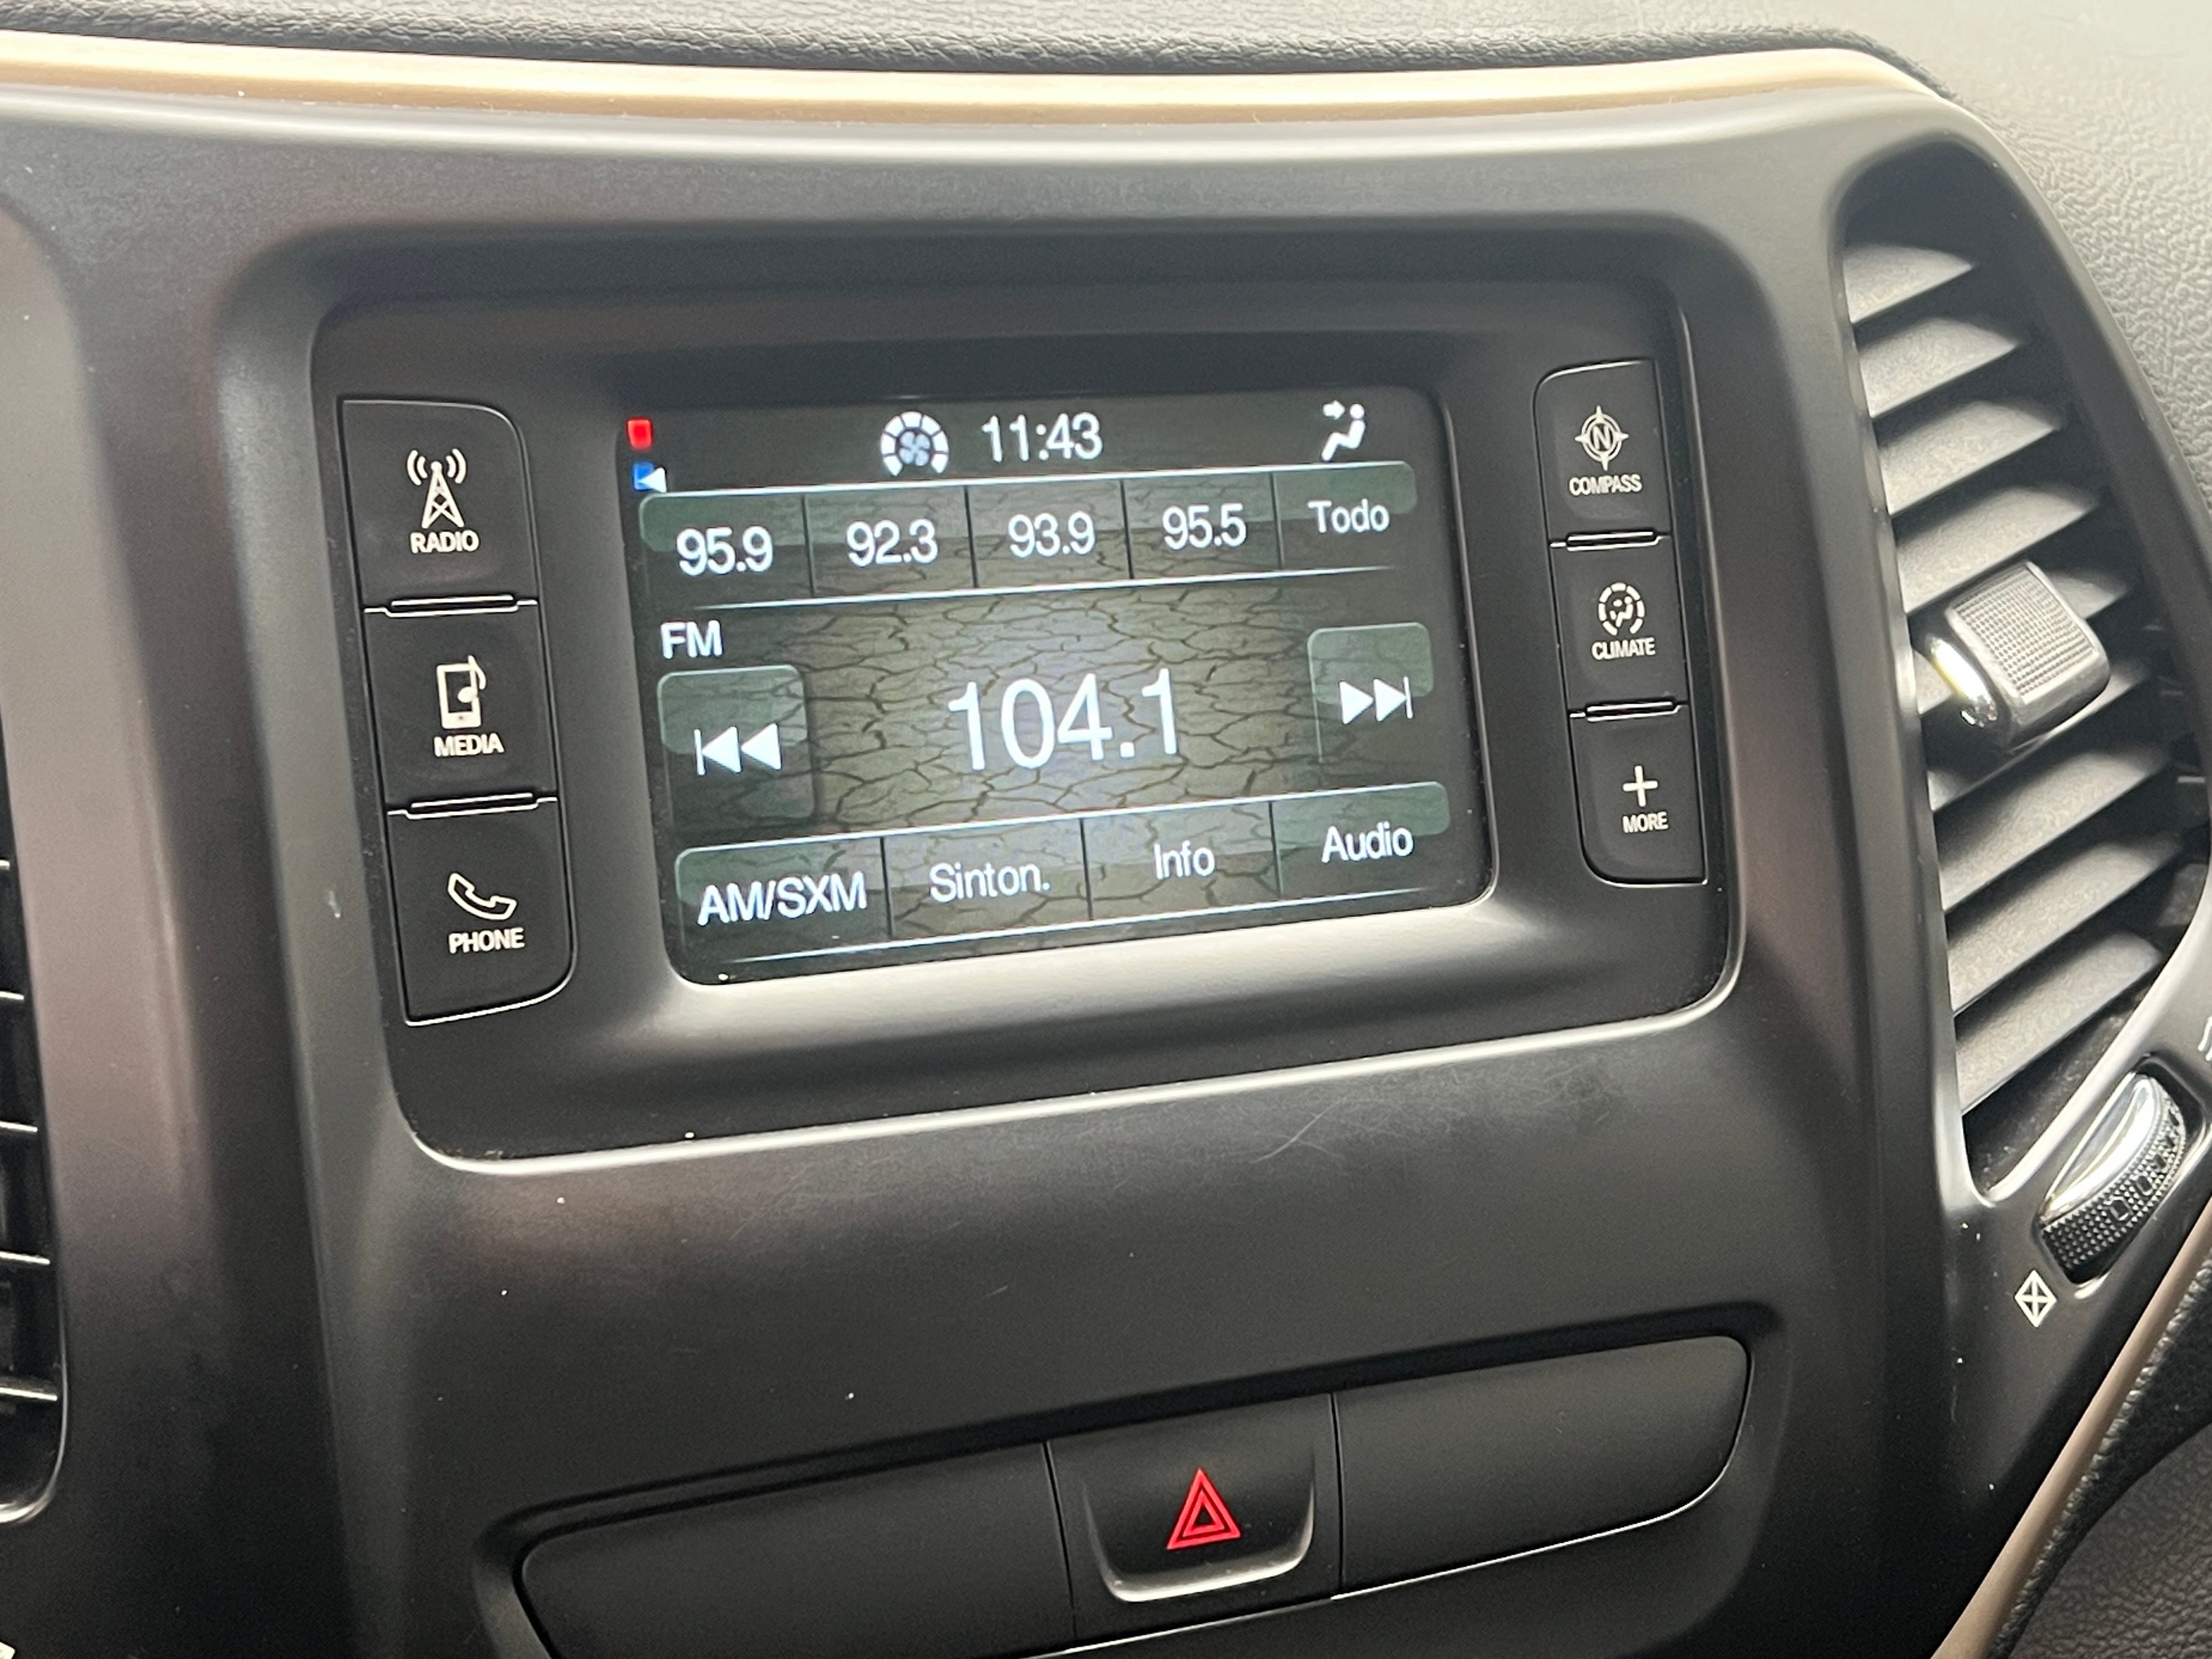 11:43
95.9 92.3 93.9 95.5 Todo
FM
104.1
AM/SXM Sinton. Info Audio
RADIO
MEDIA
PHONE
COMPASS
CLIMATE
MORE